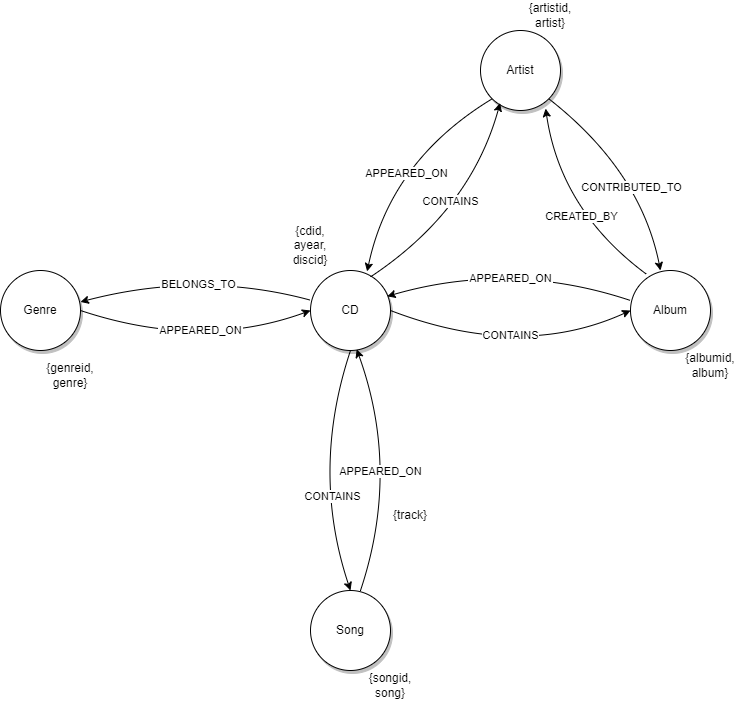 {artistid,
artist}
Artist
APPEARED_ON
CONTRIBUTED_TO
CONTAINS
CREATED_BY
{cdid,
ayear,
discid}
BELONGS_TO
APPEARED_ON
Genre
CD
Album
APPEARED_ON
CONTAINS
{genreid,
genre}
{albumid,
album}
APPEARED_ON
CONTAINS
{track}
Song
{songid,
song}